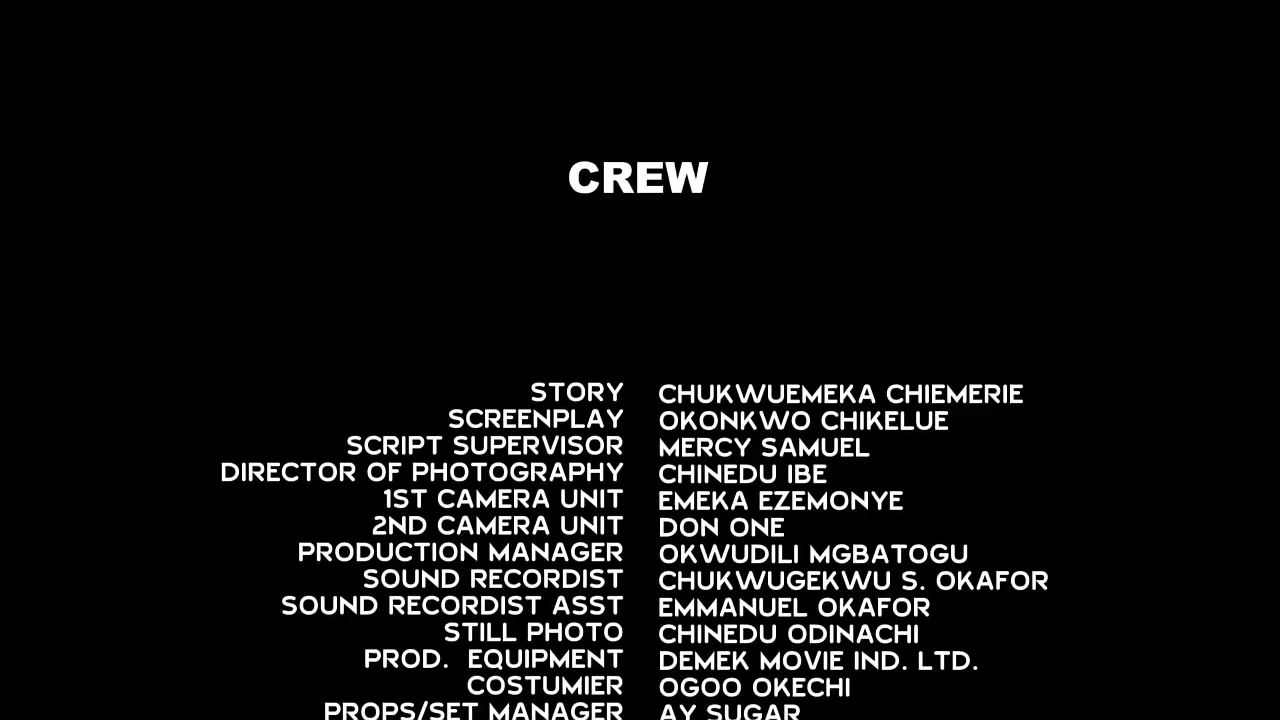 CREW
STORY CHUKWUEMEKA CHIEMERIE
SCREENPLAY OKONKWO CHIKELUE
SCRIPT SUPERVISOR MERCY SAMUEL
DIRECTOR OF PHOTOGRAPHY CHINEDU IBE
1ST CAMERA UNIT EMEKA EZEMONYE
2ND CAMERA UNIT DON ONE
PRODUCTION MANAGER OKWUDILI MGBATOGU
SOUND RECORDIST CHUKWUGEKWU S. OKAFOR
SOUND RECORDIST ASST EMMANUEL OKAFOR
STILL PHOTO CHINEDU ODINACHI
PROD. EQUIPMENT DEMEK MOVIE IND. LTD.
COSTUMIER OGOO OKECHI
PROPS/SET MANAGER AY SUGAR